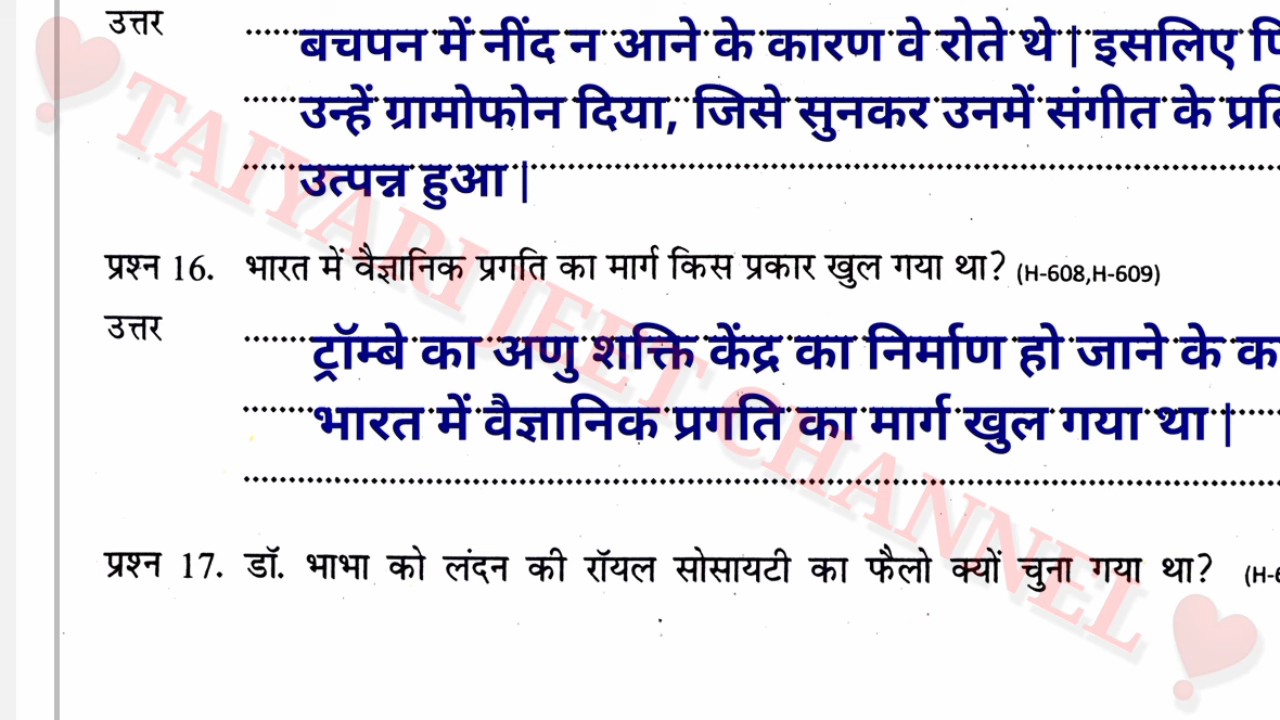 उत्तर
बचपन में नींद न आने के कारण वे रोते थे | इसलिए
उन्हें ग्रामोफोन दिया, जिसे सुनकर उनमें संगीत के
उत्पन्न हुआ |
प्रश्न 16. भारत में वैज्ञानिक प्रगति का मार्ग किस प्रकार खुल गया था? (H-608,H-609)
उत्तर
ट्रॉम्बे का अणु शक्ति केंद्र का निर्माण हो जाने के
भारत में वैज्ञानिक प्रगति का मार्ग खुल गया था |
प्रश्न 17. डॉ. भाभा को लंदन की रॉयल सोसायटी का फैलो क्यों चुना गया था?
TAIYARI JEET CHANNEL